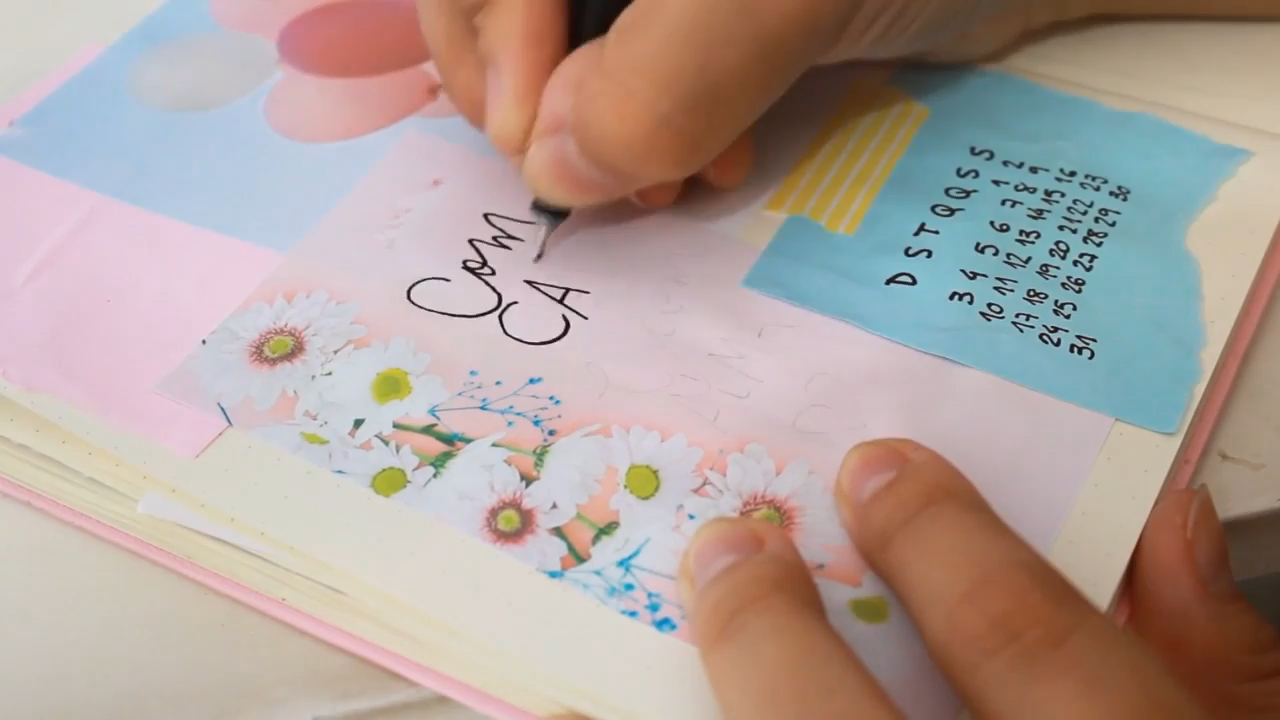 Com
CA
D S T Q Q S S
1 2
3 4 5 6 7 8 9
10 11 12 13 14 15 16
17 18 19 20 21 22 23
24 25 26 27 28 29 30
31